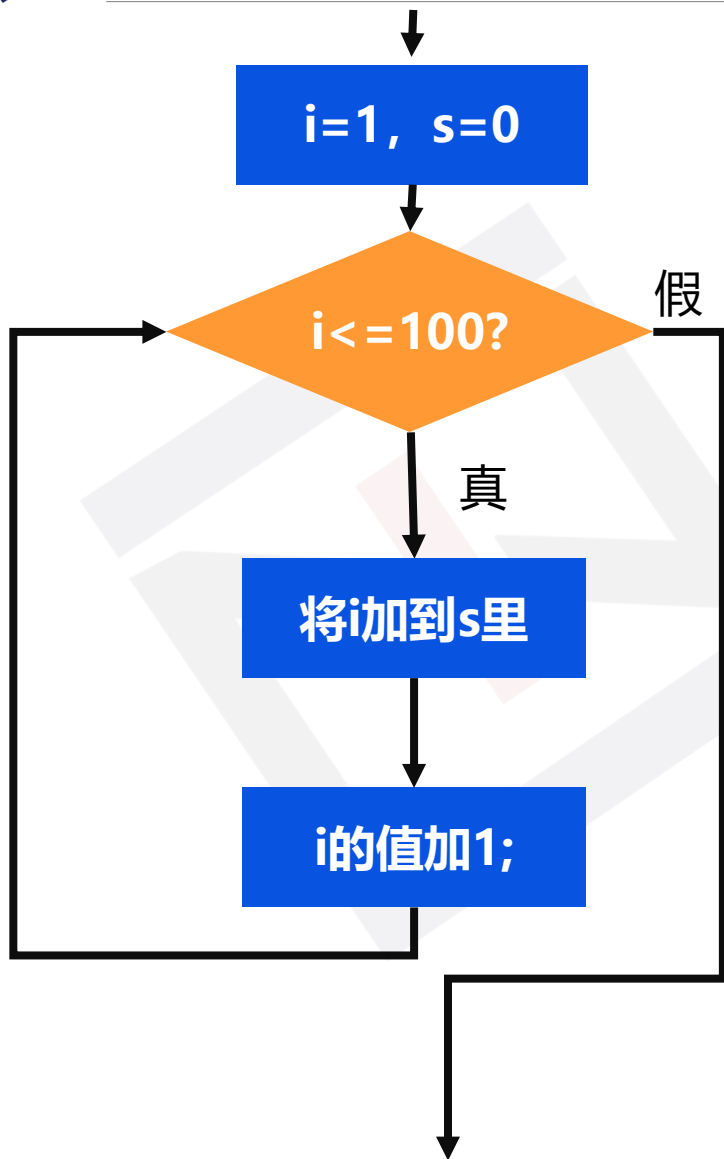 i=1，s=0
i<=100?
假
真
将i加到s里
i的值加1;